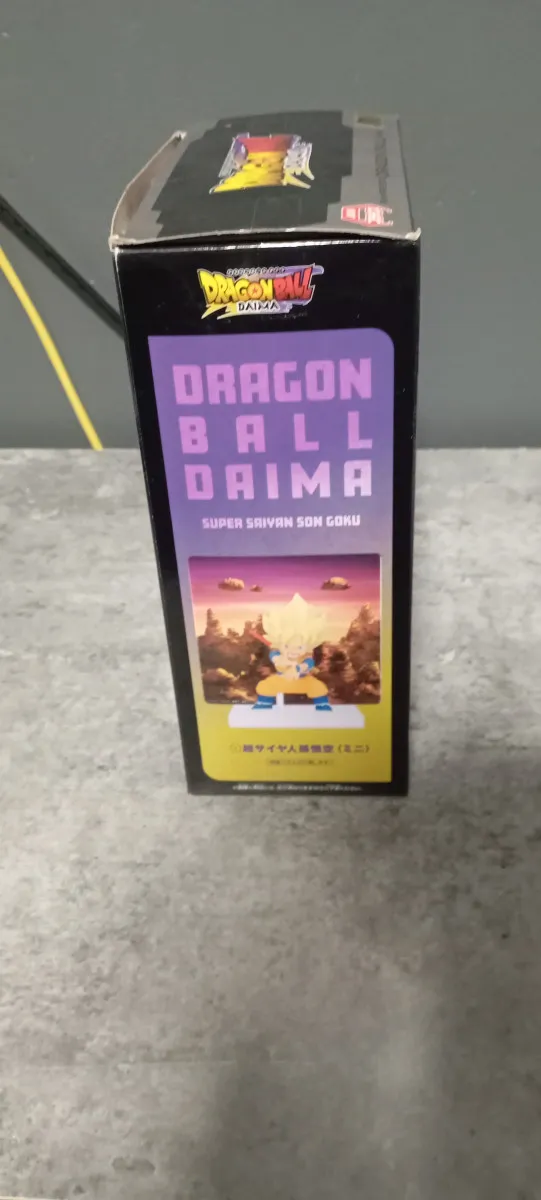 DRAGON BALL
DAIMA
DRAGON
BALL
DAIMA
SUPER SAIYAN SON GOKU
超サイヤ人孫悟空(ミニ)